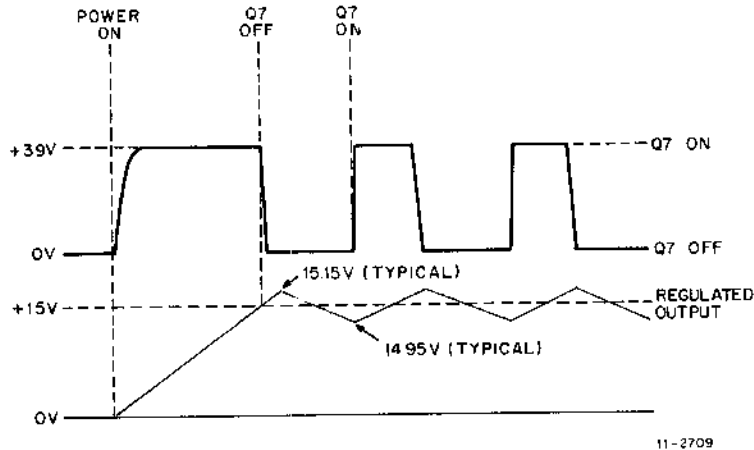 POWER
ON
Q7
OFF
Q7
ON
+39V
Q7 ON
0V
Q7 OFF
15.15V (TYPICAL)
+15V
REGULATED
OUTPUT
14.95V (TYPICAL)
0V
11-2709